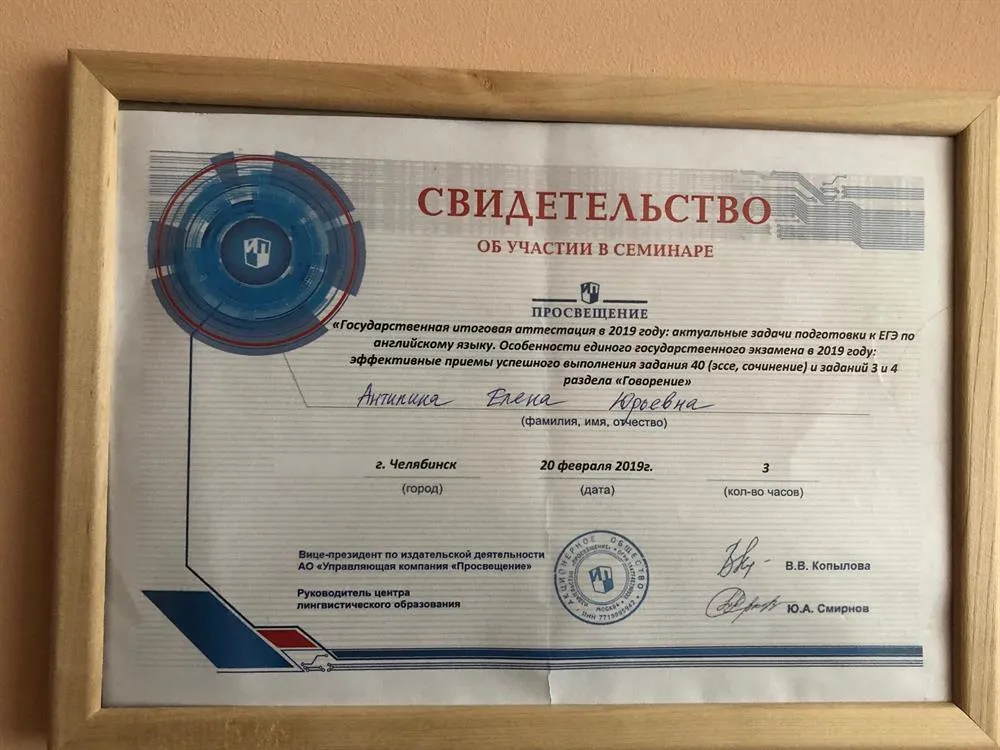 СВИДЕТЕЛЬСТВО
ОБ УЧАСТИИ В СЕМИНАРЕ
ПРОСВЕЩЕНИЕ
«Государственная итоговая аттестация в 2019 году: актуальные задачи подготовки к ЕГЭ по
английскому языку. Особенности единого государственного экзамена в 2019 году:
эффективные приемы успешного выполнения задания 40 (эссе, сочинение) и заданий 3 и 4
раздела «Говорение»
Антипина Елена Юрьевна
(фамилия, имя, отчество)
г. Челябинск 20 февраля 2019г. 3
(город) (дата) (кол-во часов)
Вице-президент по издательской деятельности
АО «Управляющая компания «Просвещение»
В.В. Копылова
Руководитель центра
лингвистического образования
Ю.А. Смирнов
АКЦИОНЕРНОЕ ОБЩЕСТВО
МОСКВА